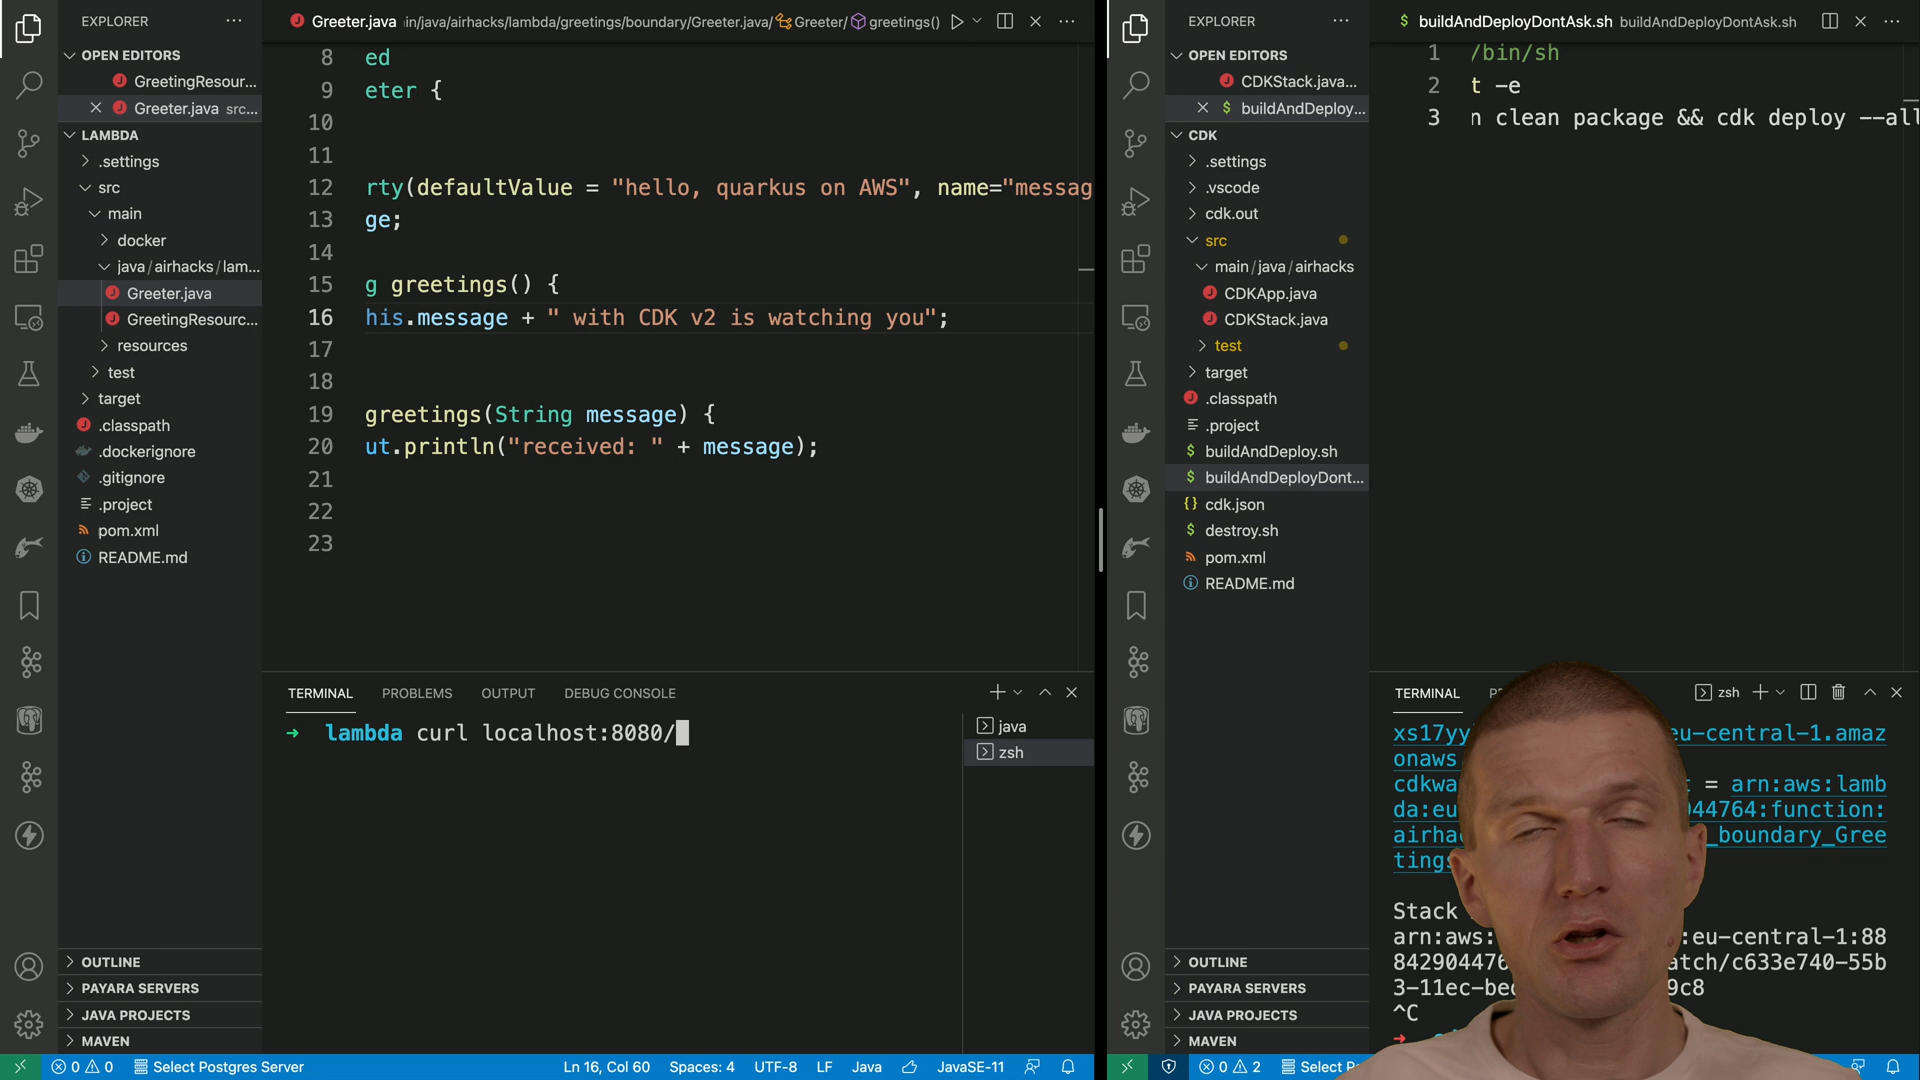 EXPLORER
OPEN EDITORS
GreetingResour...
Greeter.java src...
LAMBDA
.settings
src
main
docker
java/airhacks/lam...
Greeter.java
GreetingResourc...
resources
test
target
.classpath
.dockerignore
.gitignore
.project
pom.xml
README.md
OUTLINE
PAYARA SERVERS
JAVA PROJECTS
MAVEN
Greeter.java in/java/airhacks/lambda/greetings/boundary/Greeter.java/ Greeter/ greetings()
8 ed
9 eter {
10
11
12 rty(defaultValue = "hello, quarkus on AWS", name="messag
13 ge;
14
15 g greetings() {
16 his.message + " with CDK v2 is watching you";
17
18
19 greetings(String message) {
20 ut.println("received: " + message);
21
22
23
TERMINAL PROBLEMS OUTPUT DEBUG CONSOLE
→ lambda curl localhost:8080/
java
zsh
0 0 Select Postgres Server Ln 16, Col 60 Spaces: 4 UTF-8 LF Java JavaSE-11
EXPLORER
OPEN EDITORS
CDKStack.java...
$ buildAndDeploy...
CDK
.settings
.vscode
cdk.out
src
main/java/airhacks
CDKApp.java
CDKStack.java
test
target
.classpath
.project
$ buildAndDeploy.sh
$ buildAndDeployDont...
{} cdk.json
$ destroy.sh
pom.xml
README.md
OUTLINE
PAYARA SERVERS
JAVA PROJECTS
MAVEN
$ buildAndDeployDontAsk.sh buildAndDeployDontAsk.sh
1 /bin/sh
2 t -e
3 n clean package && cdk deploy --all
TERMINAL zsh
xs17yy eu-central-1.amaz
onaws
cdkwa = arn:aws:lamb
da:eu 944764:function:
airha _boundary_Gree
tings
Stack
arn:aws: :eu-central-1:88
842904476 atch/c633e740-55b
3-11ec-be 9c8
^C
0 2